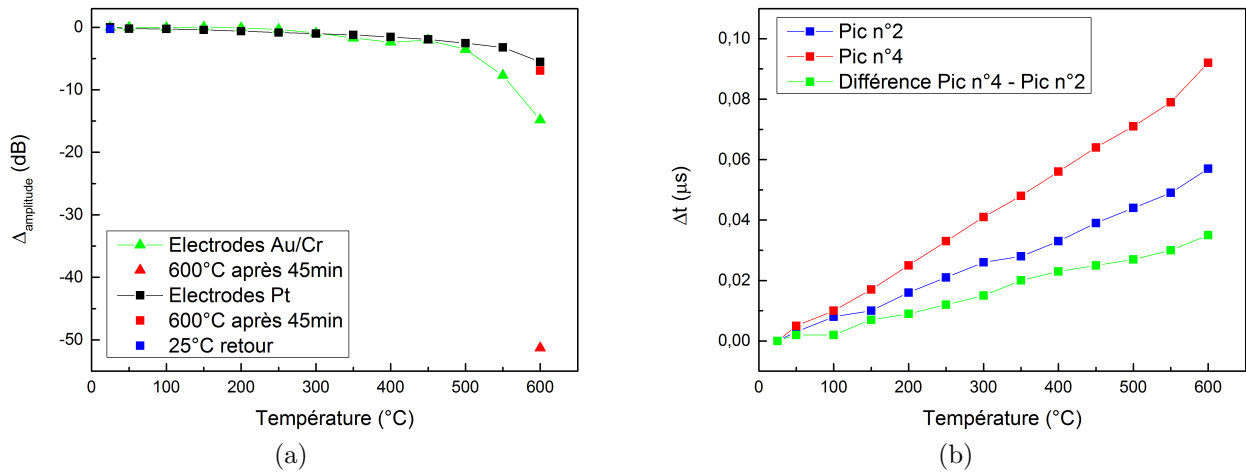 0
-10
-20
-30
-40
-50
0
100
200
300
400
500
600
Δamplitude (dB)
Température (°C)
Electrodes Au/Cr
600°C après 45min
Electrodes Pt
600°C après 45min
25°C retour
(a)
0,10
0,08
0,06
0,04
0,02
0,00
0
100
200
300
400
500
600
Δt (μs)
Température (°C)
Pic n°2
Pic n°4
Différence Pic n°4 - Pic n°2
(b)